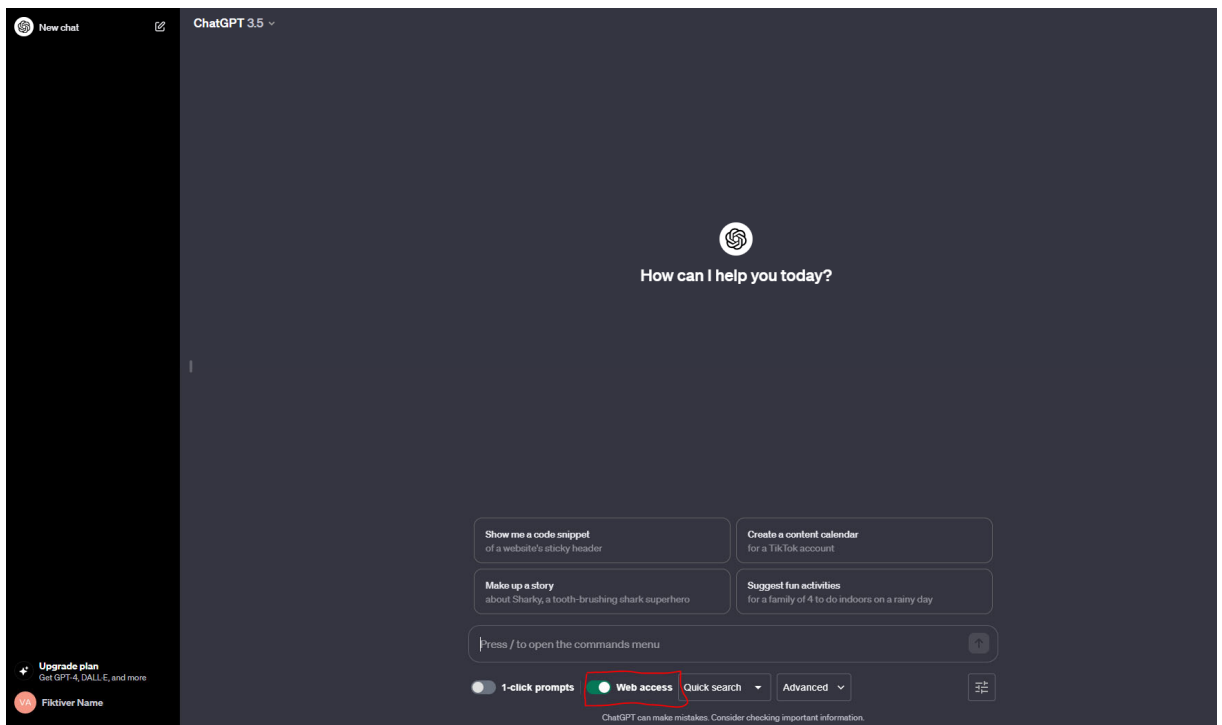 New chat
ChatGPT 3.5
How can I help you today?
Show me a code snippet
of a website's sticky header
Create a content calendar
for a TikTok account
Make up a story
about Sharky, a tooth-brushing shark superhero
Suggest fun activities
for a family of 4 to do indoors on a rainy day
Press / to open the commands menu
Upgrade plan
Get GPT-4, DALL·E, and more
VA Fiktiver Name
1-click prompts Web access Quick search Advanced
ChatGPT can make mistakes. Consider checking important information.